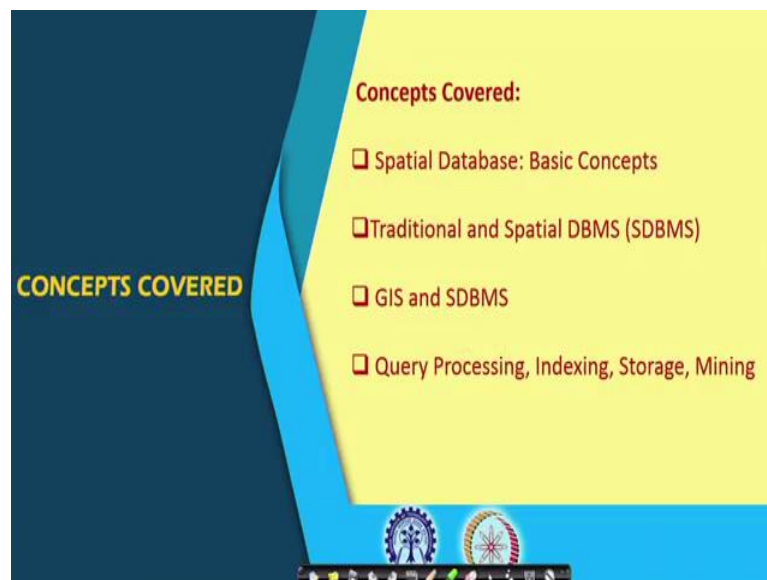 CONCEPTS COVERED
Concepts Covered:
Spatial Database: Basic Concepts
Traditional and Spatial DBMS (SDBMS)
GIS and SDBMS
Query Processing, Indexing, Storage, Mining